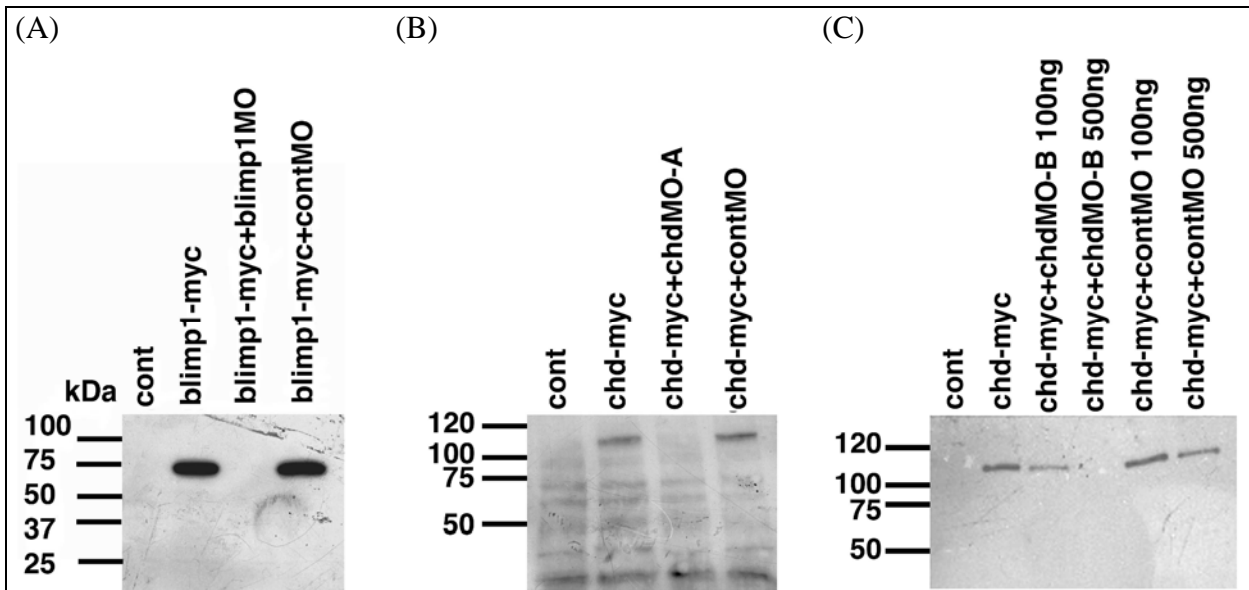 (A)
kDa
cont
blimp1-myc
blimp1-myc+blimp1MO
blimp1-myc+contMO
100
75
50
37
25
(B)
cont
chd-myc
chd-myc+chdMO-A
chd-myc+contMO
120
100
75
50
(C)
cont
chd-myc
chd-myc+chdMO-B 100ng
chd-myc+chdMO-B 500ng
chd-myc+contMO 100ng
chd-myc+contMO 500ng
120
100
75
50